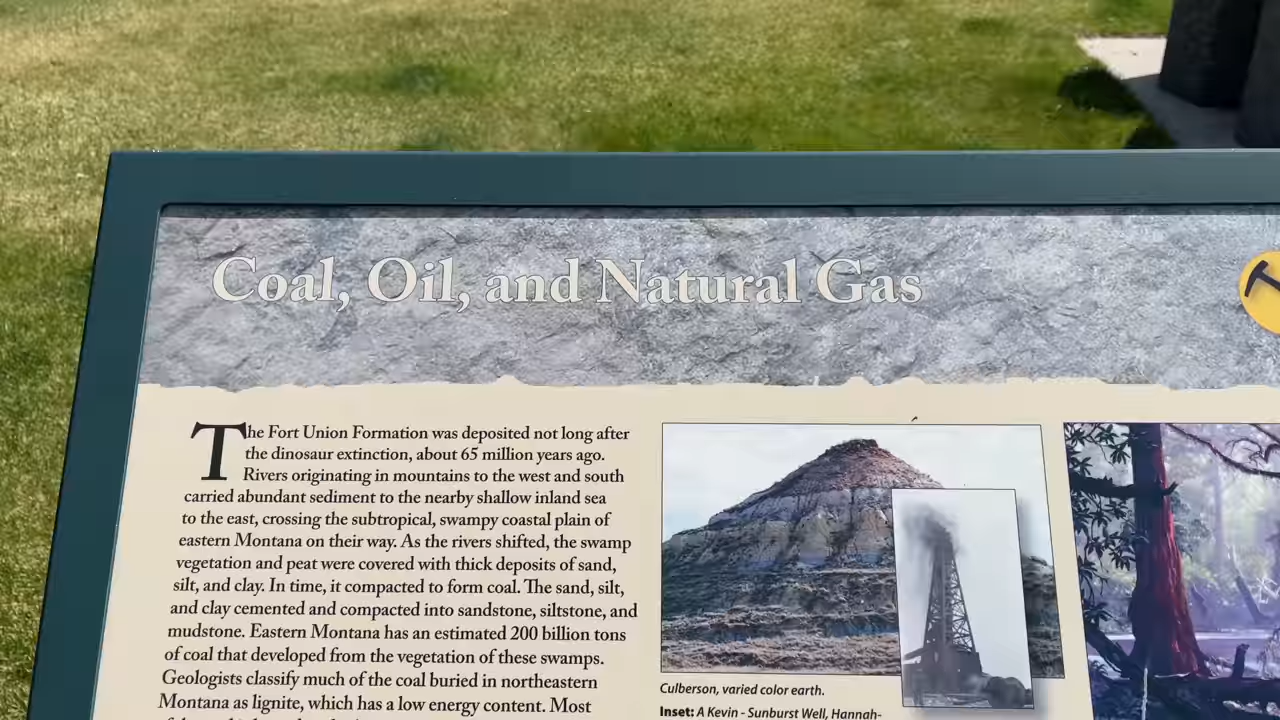 Coal, Oil, and Natural Gas
The Fort Union Formation was deposited not long after
the dinosaur extinction, about 65 million years ago.
Rivers originating in mountains to the west and south
carried abundant sediment to the nearby shallow inland sea
to the east, crossing the subtropical, swampy coastal plain of
eastern Montana on their way. As the rivers shifted, the swamp
vegetation and peat were covered with thick deposits of sand,
silt, and clay. In time, it compacted to form coal. The sand, silt,
and clay cemented and compacted into sandstone, siltstone, and
mudstone. Eastern Montana has an estimated 200 billion tons
of coal that developed from the vegetation of these swamps.
Geologists classify much of the coal buried in northeastern
Montana as lignite, which has a low energy content. Most
Culberson, varied color earth.
Inset: A Kevin - Sunburst Well, Hannah-